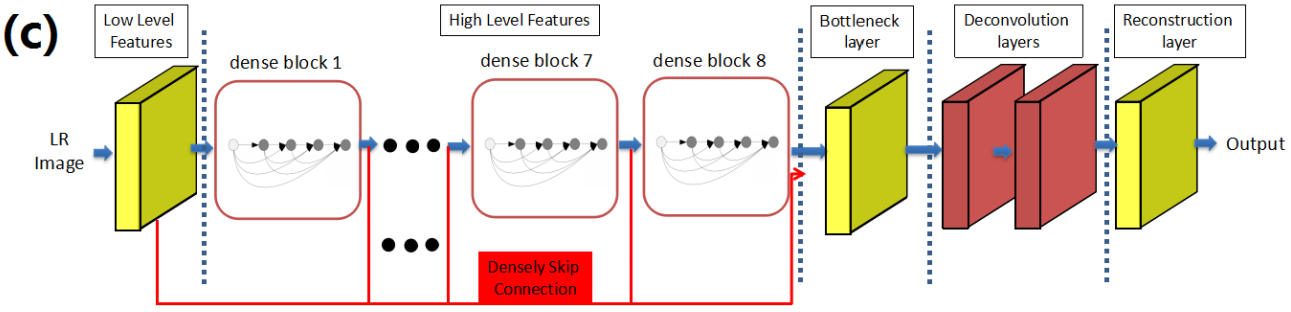 (c)
Low Level
Features
High Level Features
Bottleneck
layer
Deconvolution
layers
Reconstruction
layer
dense block 1
dense block 7
dense block 8
LR
Image
Output
Densely Skip
Connection